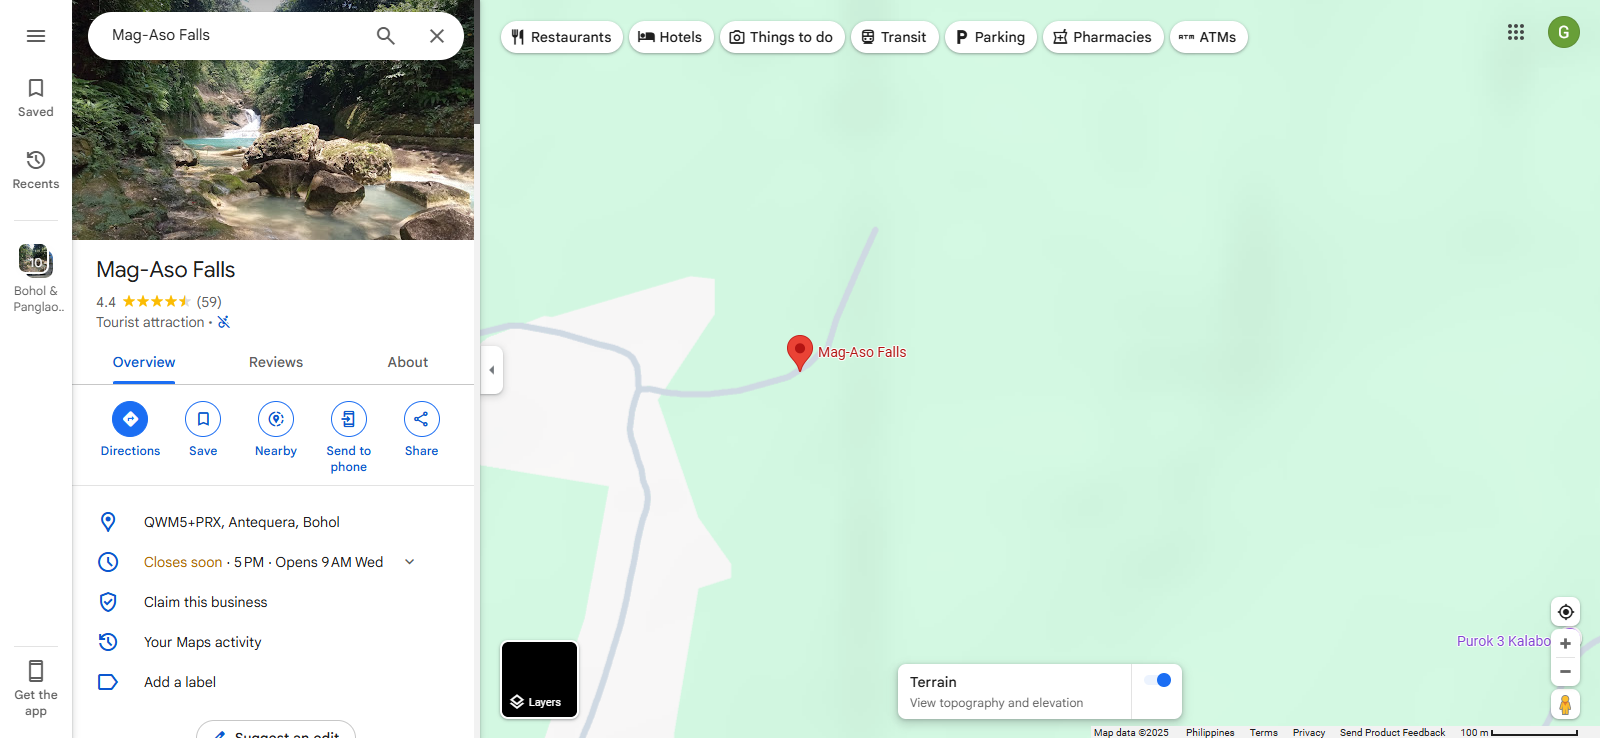 Mag-Aso Falls
Saved
Recents
10
Bohol &
Panglao..
Get the
app
Mag-Aso Falls
4.4 (59)
Tourist attraction ·
Overview
Reviews
About
Directions
Save
Nearby
Send to
phone
Share
QWM5+PRX, Antequera, Bohol
Closes soon · 5 PM · Opens 9 AM Wed
Claim this business
Your Maps activity
Add a label
Suggest an edit
Restaurants
Hotels
Things to do
Transit
Parking
Pharmacies
ATM ATMs
G
Mag-Aso Falls
Purok 3 Kalabo
Layers
Terrain
View topography and elevation
Map data ©2025 Philippines Terms Privacy Send Product Feedback 100 m